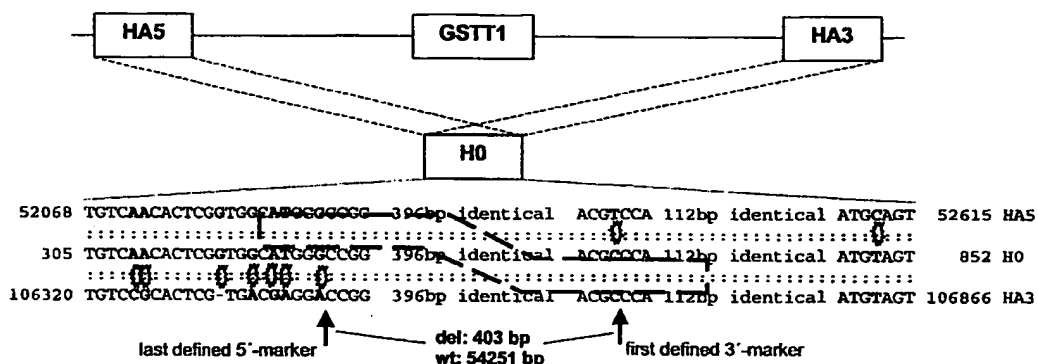 HA5 GSTT1 HA3
H0
52068 TGTCAACACTCGGTGGCATGGGCCGG 396bp identical ACGTCCA 112bp identical ATGCAGT 52615 HA5
305 TGTCAACACTCGGTGGCATGGGCCGG 396bp identical ACGCCCA 112bp identical ATGTAGT 852 H0
106320 TGTCCGCACTCG-TGACGAGGACCGG 396bp identical ACGCCCA 112bp identical ATGTAGT 106866 HA3
last defined 5´-marker del: 403 bp first defined 3´-marker
wt: 54251 bp